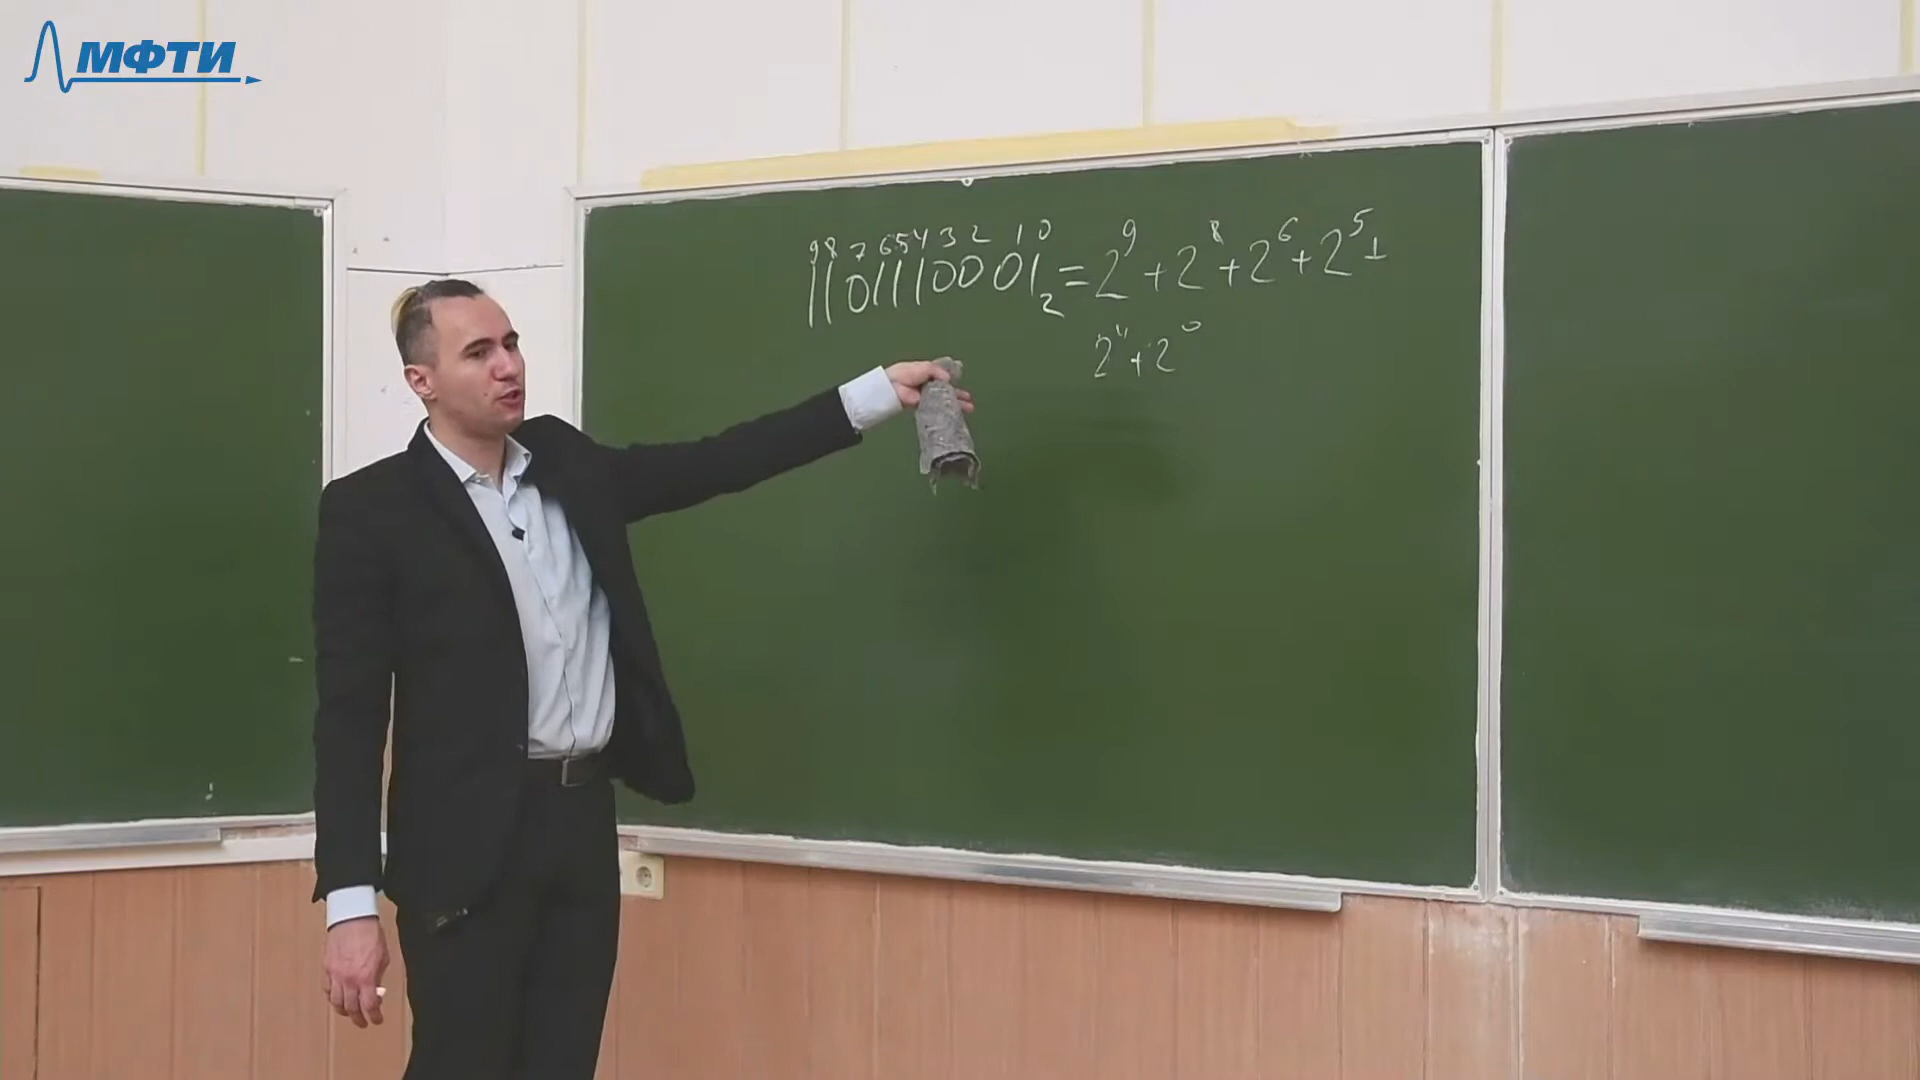 МФТИ
9 8 7 6 5 4 3 2 1 0
1101110001₂ = 2⁹ + 2⁸ + 2⁶ + 2⁵ +
2⁴ + 2⁰